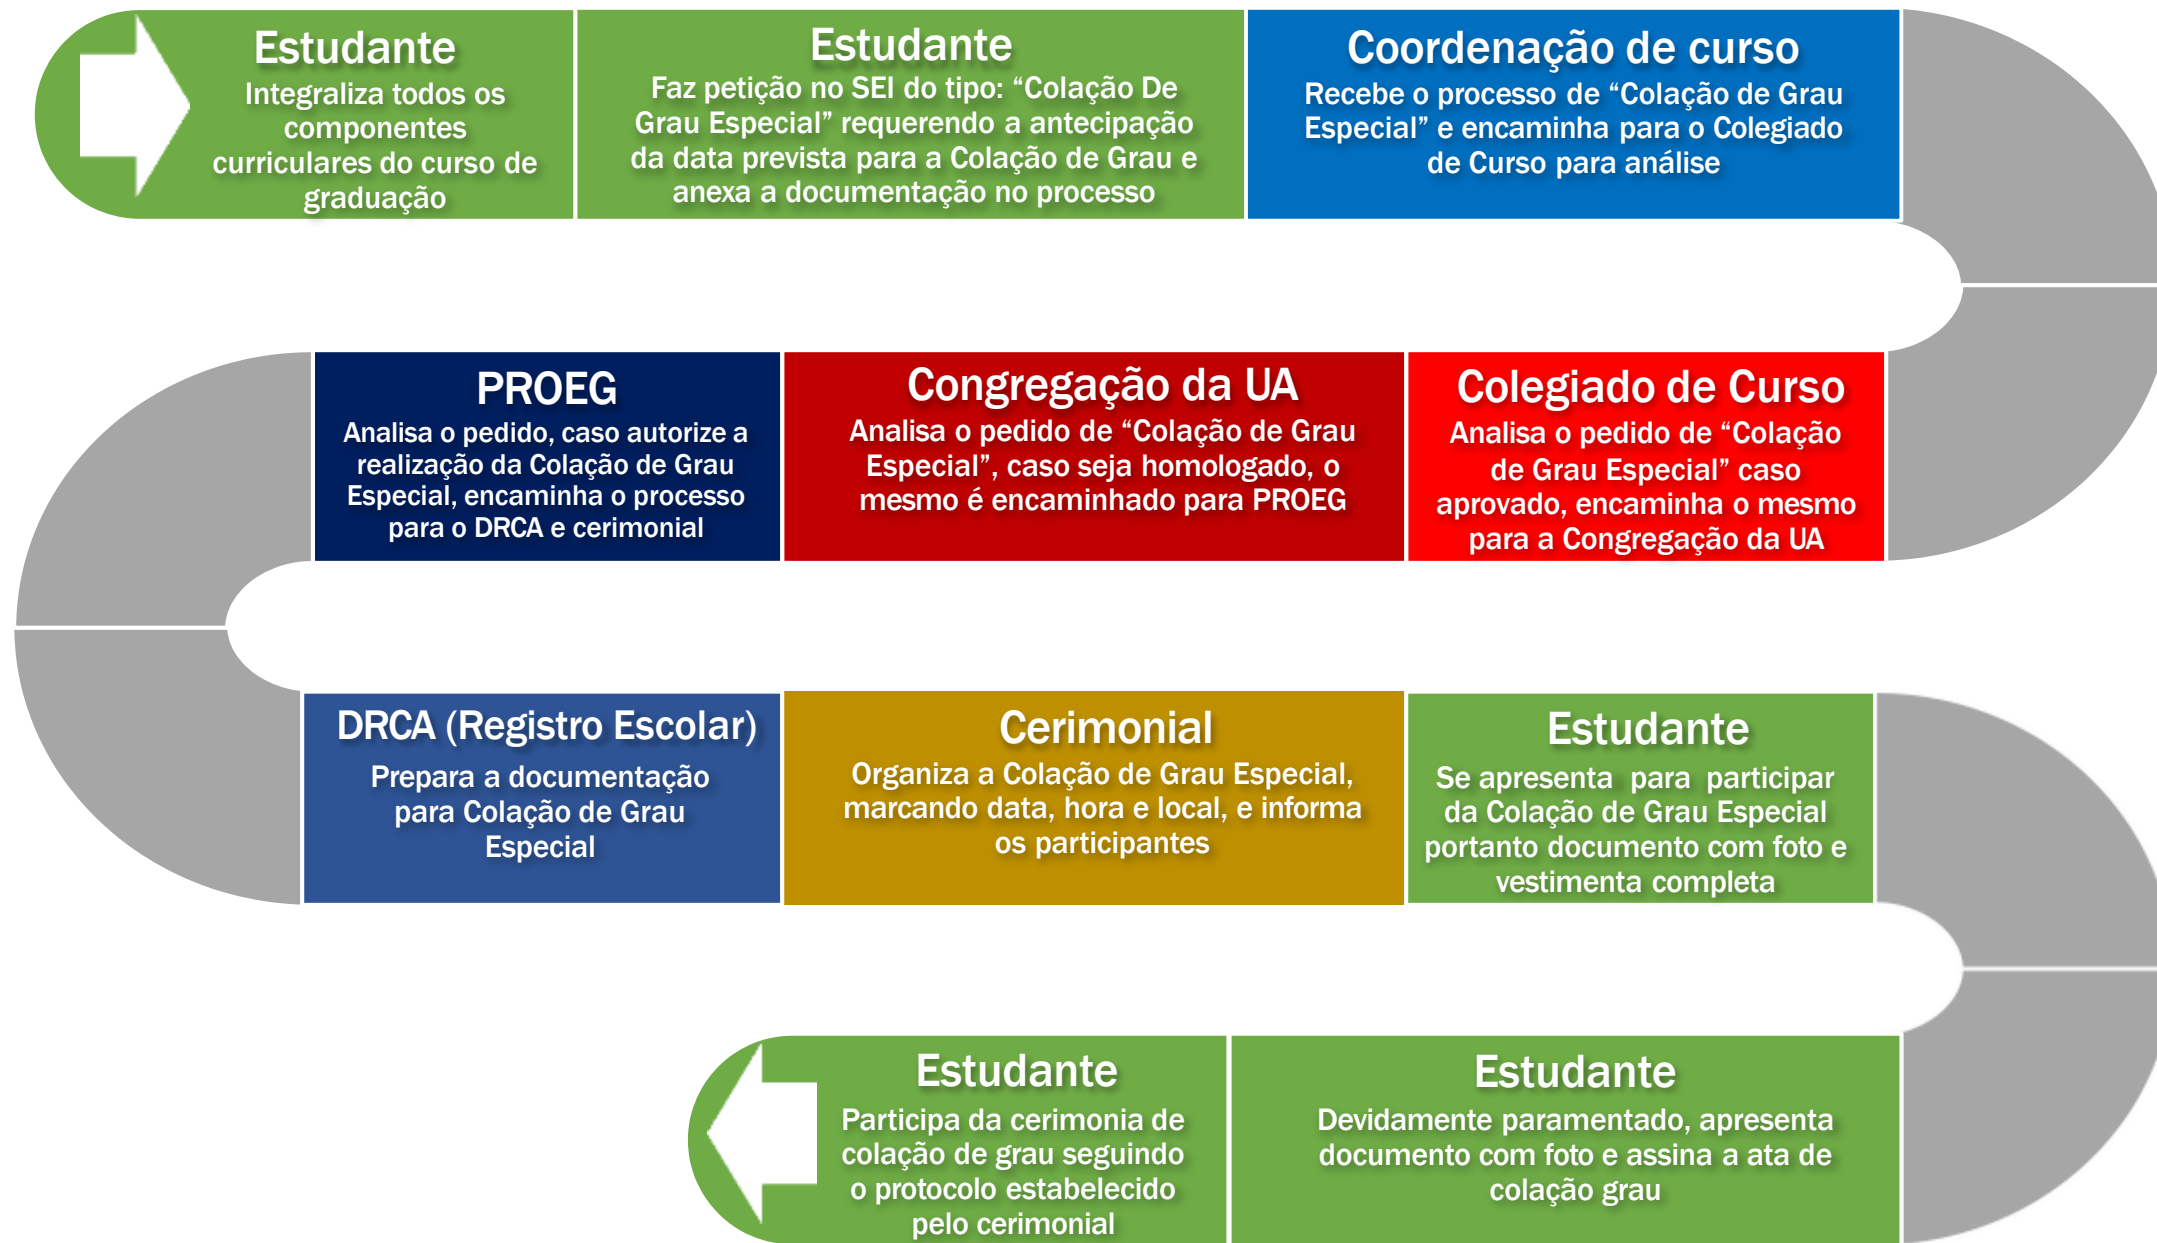 Estudante
Integraliza todos os
componentes
curriculares do curso de
graduação
Estudante
Faz petição no SEI do tipo: “Colação De
Grau Especial” requerendo a antecipação
da data prevista para a Colação de Grau e
anexa a documentação no processo
Coordenação de curso
Recebe o processo de “Colação de Grau
Especial” e encaminha para o Colegiado
de Curso para análise
Colegiado de Curso
Analisa o pedido de “Colação
de Grau Especial” caso
aprovado, encaminha o mesmo
para a Congregação da UA
Congregação da UA
Analisa o pedido de “Colação de Grau
Especial”, caso seja homologado, o
mesmo é encaminhado para PROEG
PROEG
Analisa o pedido, caso autorize a
realização da Colação de Grau
Especial, encaminha o processo
para o DRCA e cerimonial
DRCA (Registro Escolar)
Prepara a documentação
para Colação de Grau
Especial
Cerimonial
Organiza a Colação de Grau Especial,
marcando data, hora e local, e informa
os participantes
Estudante
Se apresenta para participar
da Colação de Grau Especial
portanto documento com foto e
vestimenta completa
Estudante
Devidamente paramentado, apresenta
documento com foto e assina a ata de
colação grau
Estudante
Participa da cerimonia de
colação de grau seguindo
o protocolo estabelecido
pelo cerimonial